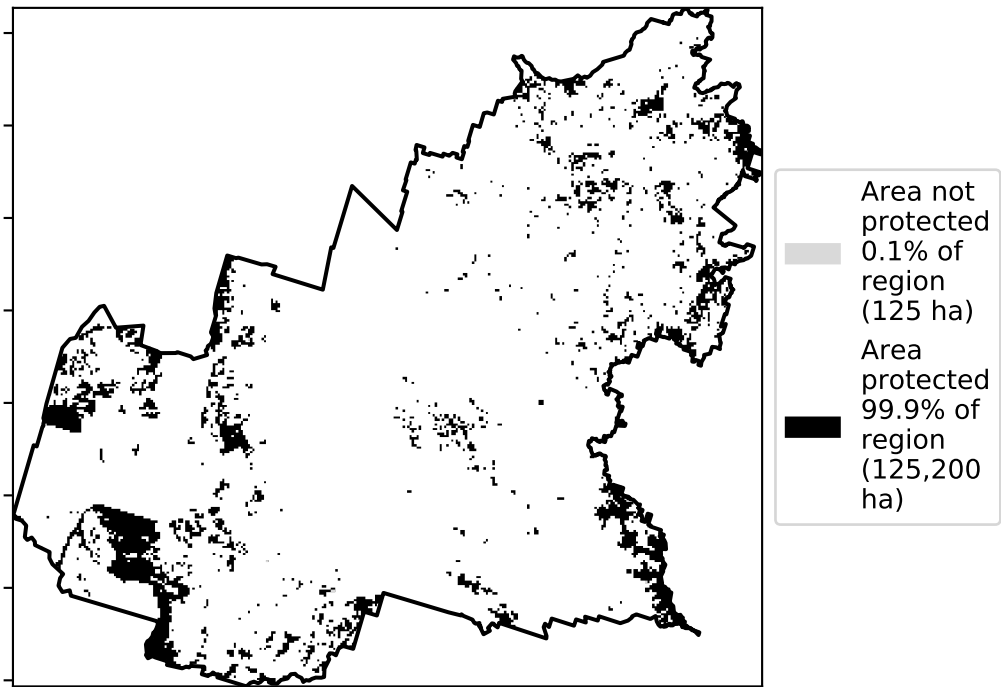 Area not
protected
0.1% of
region
(125 ha)
Area
protected
99.9% of
region
(125,200
ha)